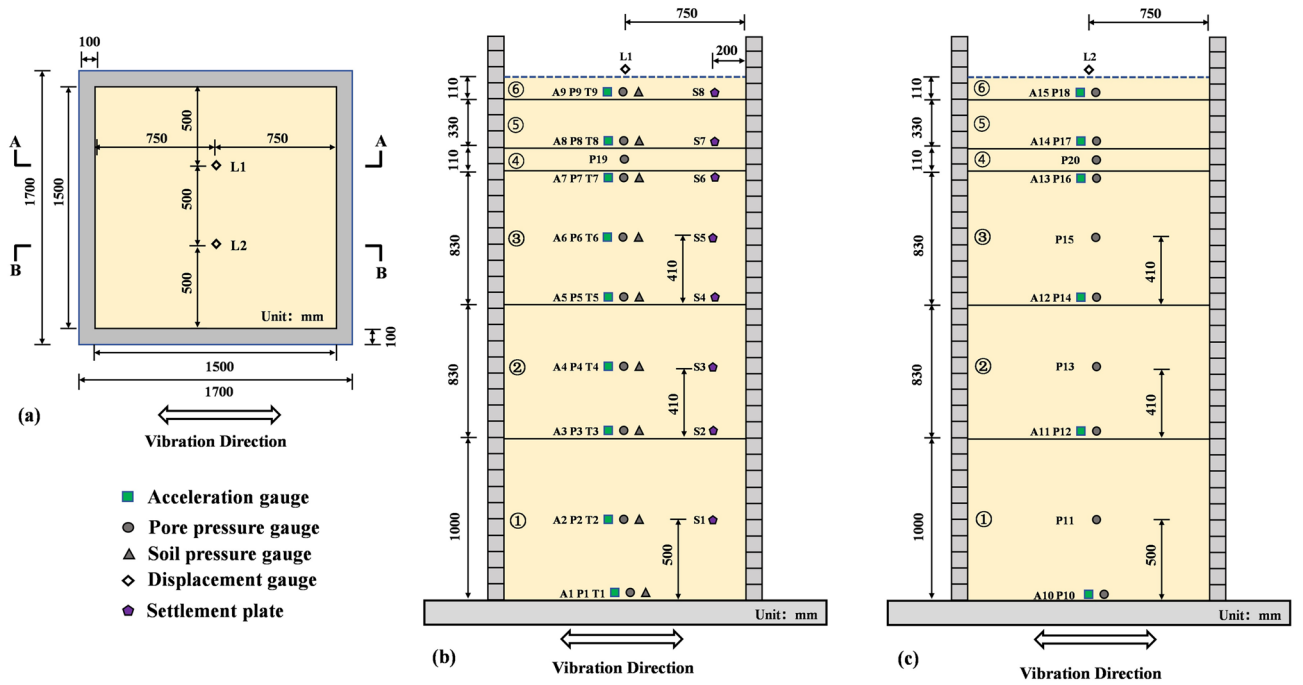 100
500
750
750
A
A
L1
1700
1500
500
L2
B
B
500
Unit: mm
100
1500
1700
(a)
Vibration Direction
Acceleration gauge
Pore pressure gauge
Soil pressure gauge
Displacement gauge
Settlement plate
750
L1
200
110
⑥
A9 P9 T9
S8
330
⑤
A8 P8 T8
S7
110
④
P19
A7 P7 T7
S6
830
③
A6 P6 T6
S5
410
A5 P5 T5
S4
830
②
A4 P4 T4
S3
410
A3 P3 T3
S2
1000
①
A2 P2 T2
S1
500
A1 P1 T1
Unit: mm
(b)
Vibration Direction
750
L2
110
⑥
A15 P18
330
⑤
A14 P17
110
④
P20
A13 P16
830
③
P15
410
A12 P14
830
②
P13
410
A11 P12
1000
①
P11
500
A10 P10
Unit: mm
(c)
Vibration Direction